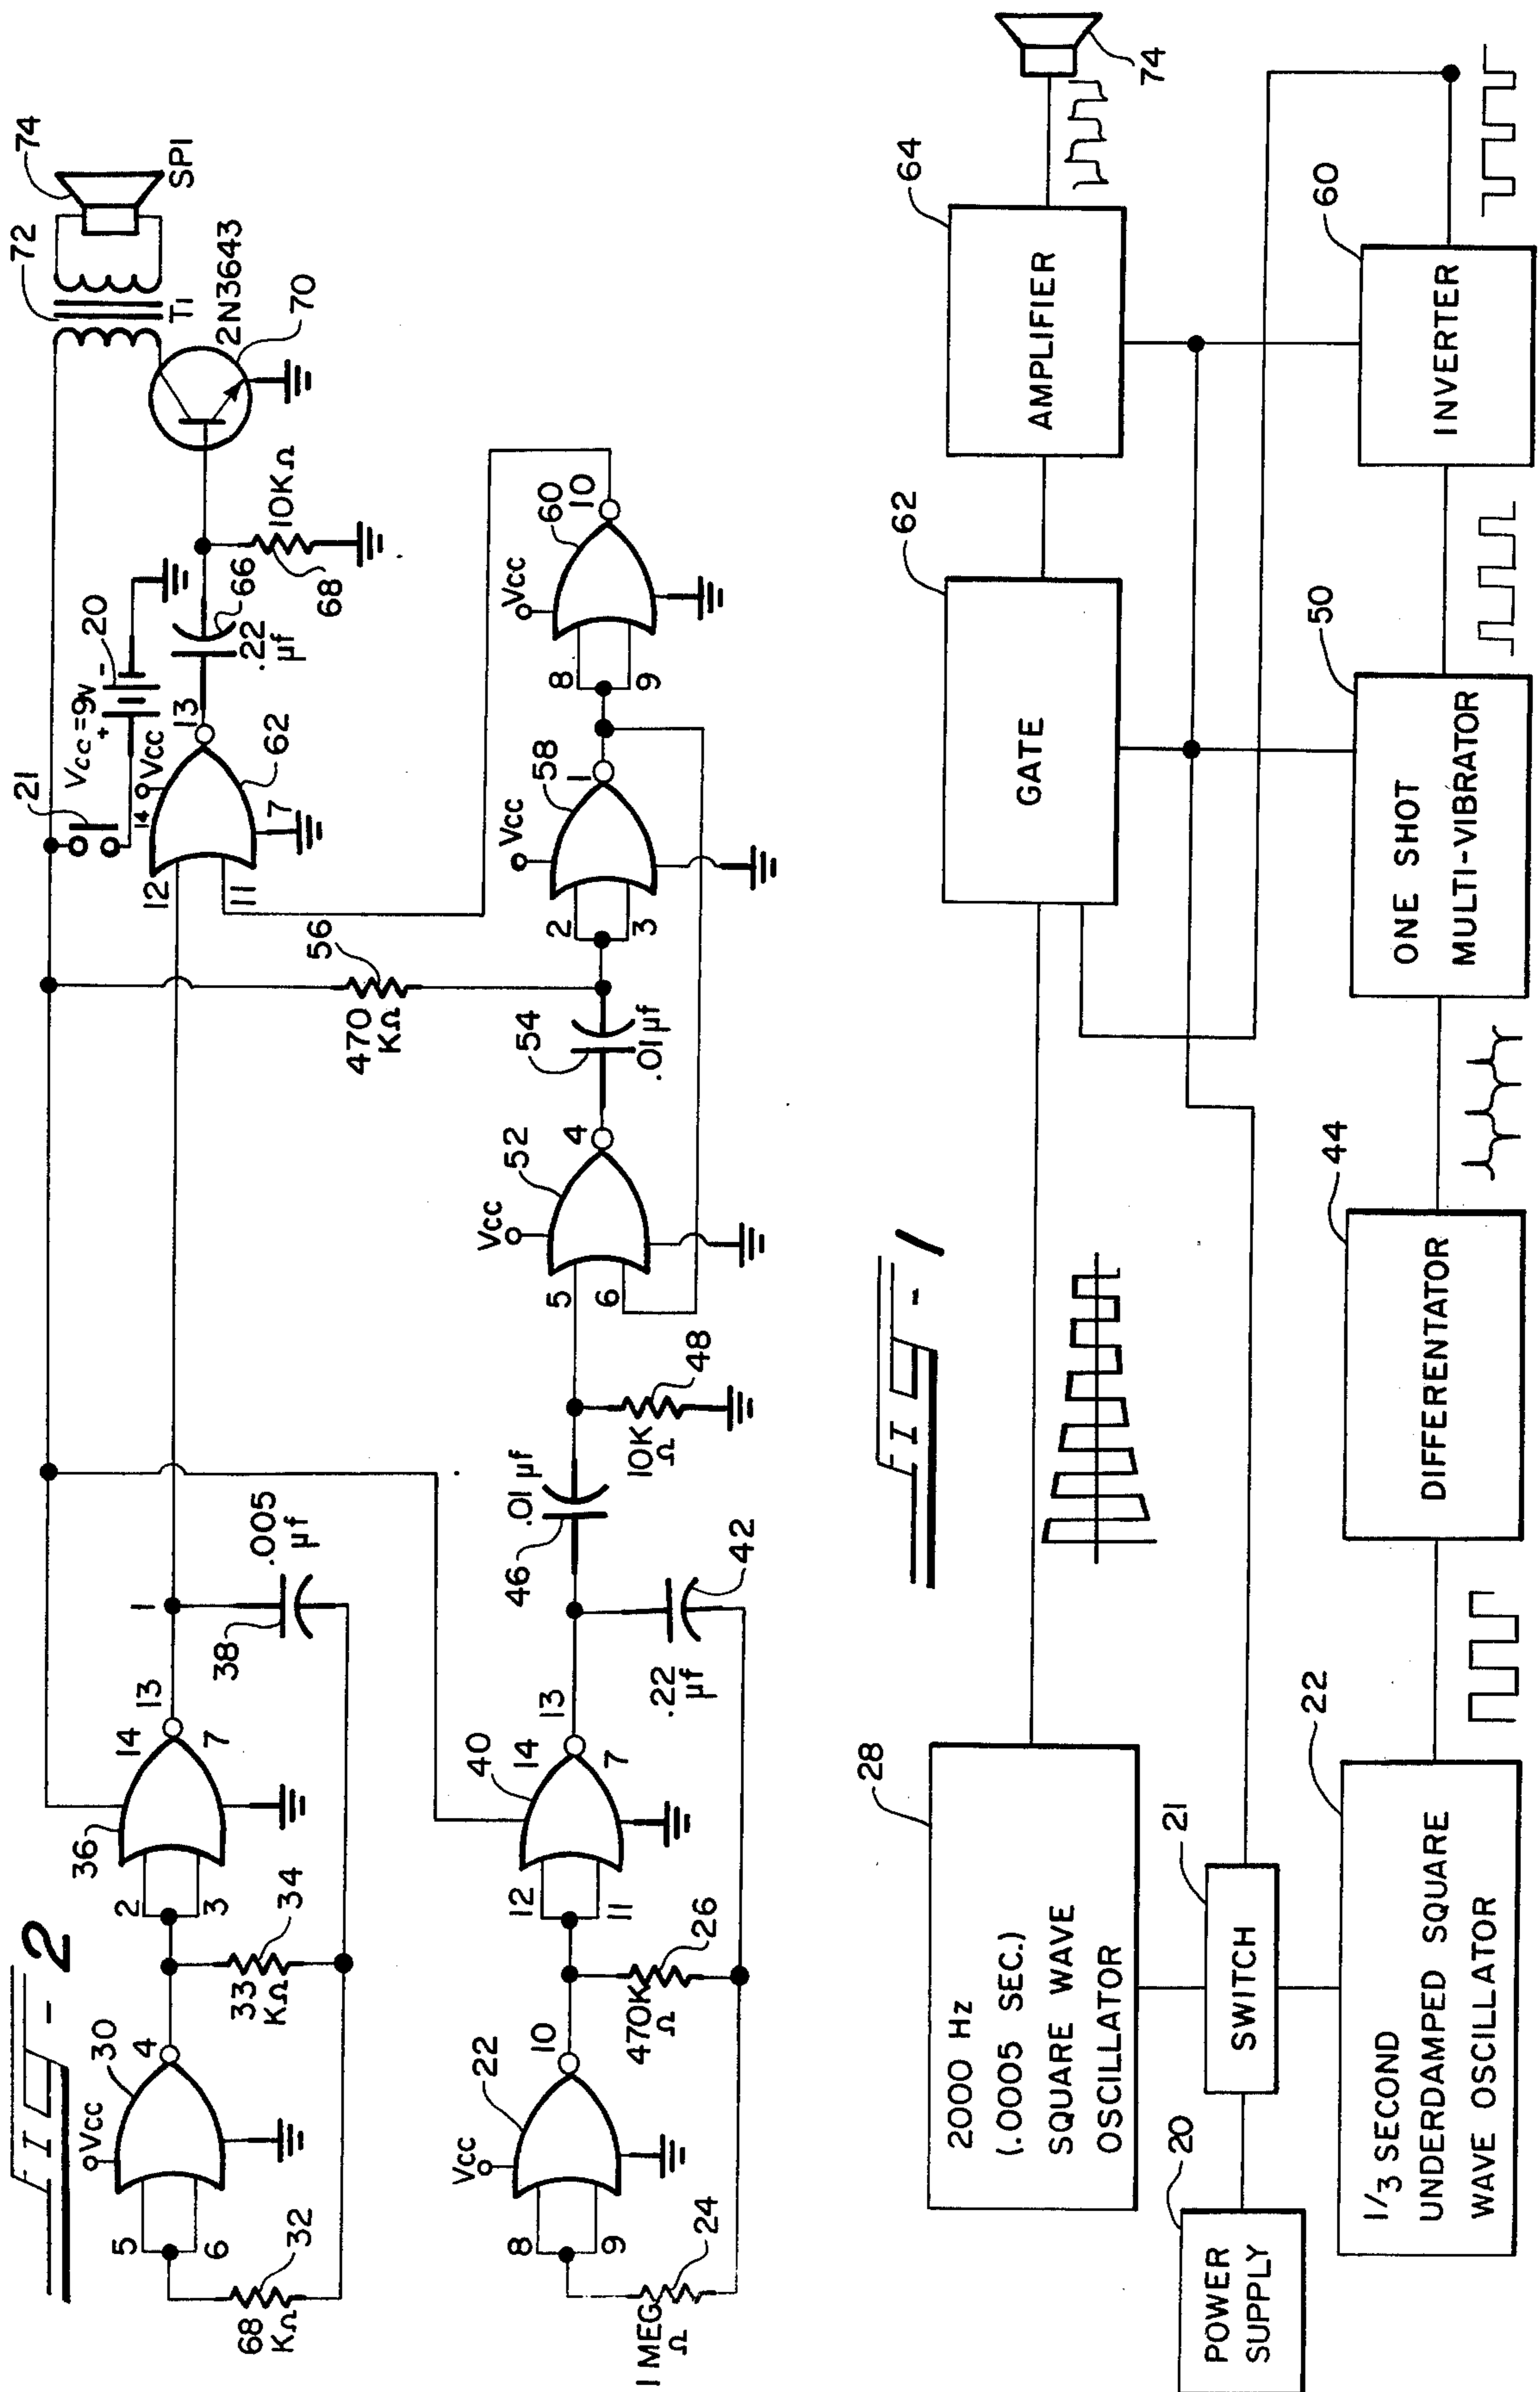 FIG-2
Vcc
30
4
5
6
68
KΩ
32
33
KΩ
34
2
3
36
14
13
7
1
38
.005
µf
12
11
14
21
Vcc=9v
+
-
20
Vcc
13
62
7
.22
µf
66
10KΩ
68
70
2N3643
T1
72
74
SP1
Vcc
22
10
8
9
1 MEG
Ω
24
470K
Ω
26
12
11
40
14
13
7
.22
µf
42
46
.01 µf
10K
Ω
48
5
6
Vcc
52
4
54
.01 µf
470
KΩ
56
2
3
Vcc
58
1
8
9
Vcc
60
10
FIG-1
20
POWER
SUPPLY
21
SWITCH
28
2000 Hz
(.0005 SEC.)
SQUARE WAVE
OSCILLATOR
22
1/3 SECOND
UNDERDAMPED SQUARE
WAVE OSCILLATOR
44
DIFFERENTATOR
50
ONE SHOT
MULTI-VIBRATOR
60
INVERTER
62
GATE
64
AMPLIFIER
74